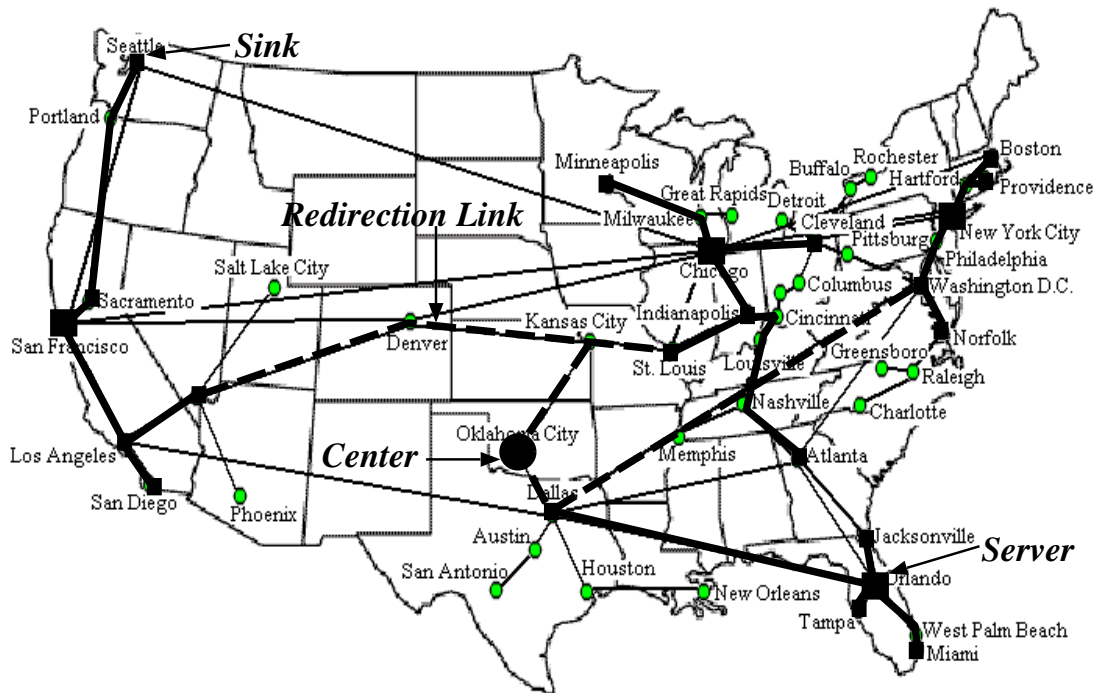 Seattle
Sink
Portland
Minneapolis
Boston
Rochester
Buffalo
Hartford
Providence
Great Rapids
Detroit
Redirection Link
Milwaukee
Cleveland
New York City
Pittsburg
Chicago
Philadelphia
Salt Lake City
Columbus
Washington D.C.
Sacramento
Indianapolis
Kansas City
Cincinnati
San Francisco
Denver
Norfolk
St. Louis
Louisville
Greensboro
Raleigh
Nashville
Charlotte
Oklahoma City
Los Angeles
Center
Memphis
Atlanta
Dallas
San Diego
Phoenix
Austin
Jacksonville
Server
San Antonio
Houston
Orlando
New Orleans
Tampa
West Palm Beach
Miami